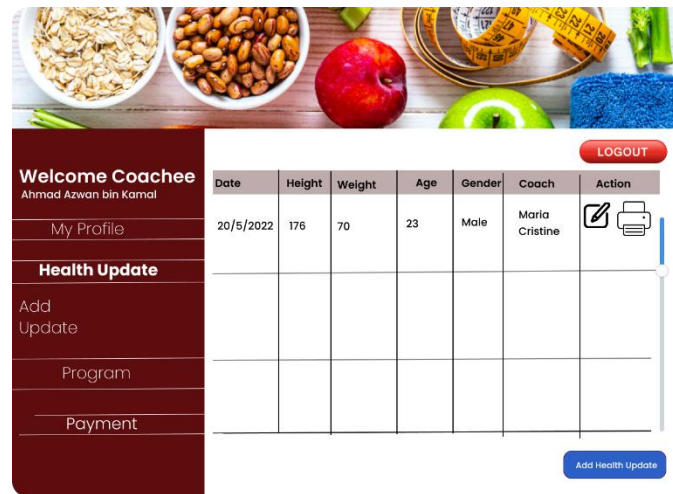 LOGOUT
Welcome Coachee
Ahmad Azwan bin Kamal
My Profile
Health Update
Add
Update
Program
Payment
Date Height Weight Age Gender Coach Action
20/5/2022 176 70 23 Male Maria
Cristine
Add Health Update